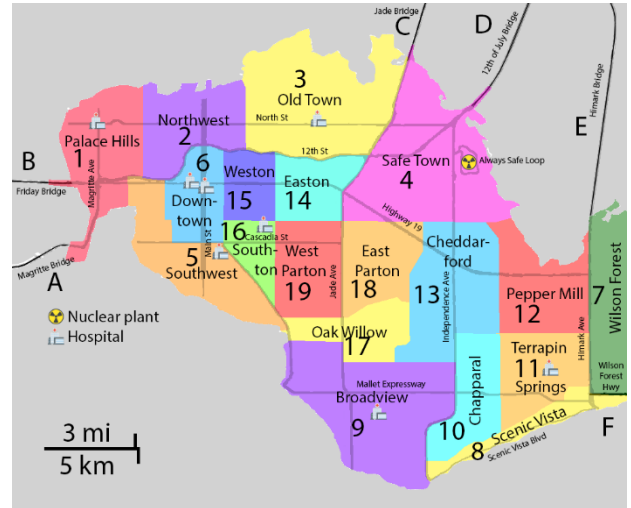 Jade Bridge
C
D
12th of July Bridge
3
Old Town
Himark Bridge
North St
Northwest
2
Palace Hills
1
E
12th St
6
Safe Town
4
Always Safe Loop
B
Friday Bridge
Magritte Ave
Down-
town
Weston
15
Easton
14
Highway 19
16
Cascadia St
South-
ton
Main St
5
Southwest
Magritte Bridge
A
West
Parton
19
Jade Ave
East
Parton
18
Cheddar-
ford
13
Independence Ave
Pepper Mill
12
7
Wilson Forest
Himark Ave
Nuclear plant
Hospital
Oak Willow
17
Terrapin
11
Springs
Wilson
Forest
Hwy
Mallet Expressway
Broadview
9
Chapparal
10
F
Scenic Vista
8
Scenic Vista Blvd
3 mi
5 km